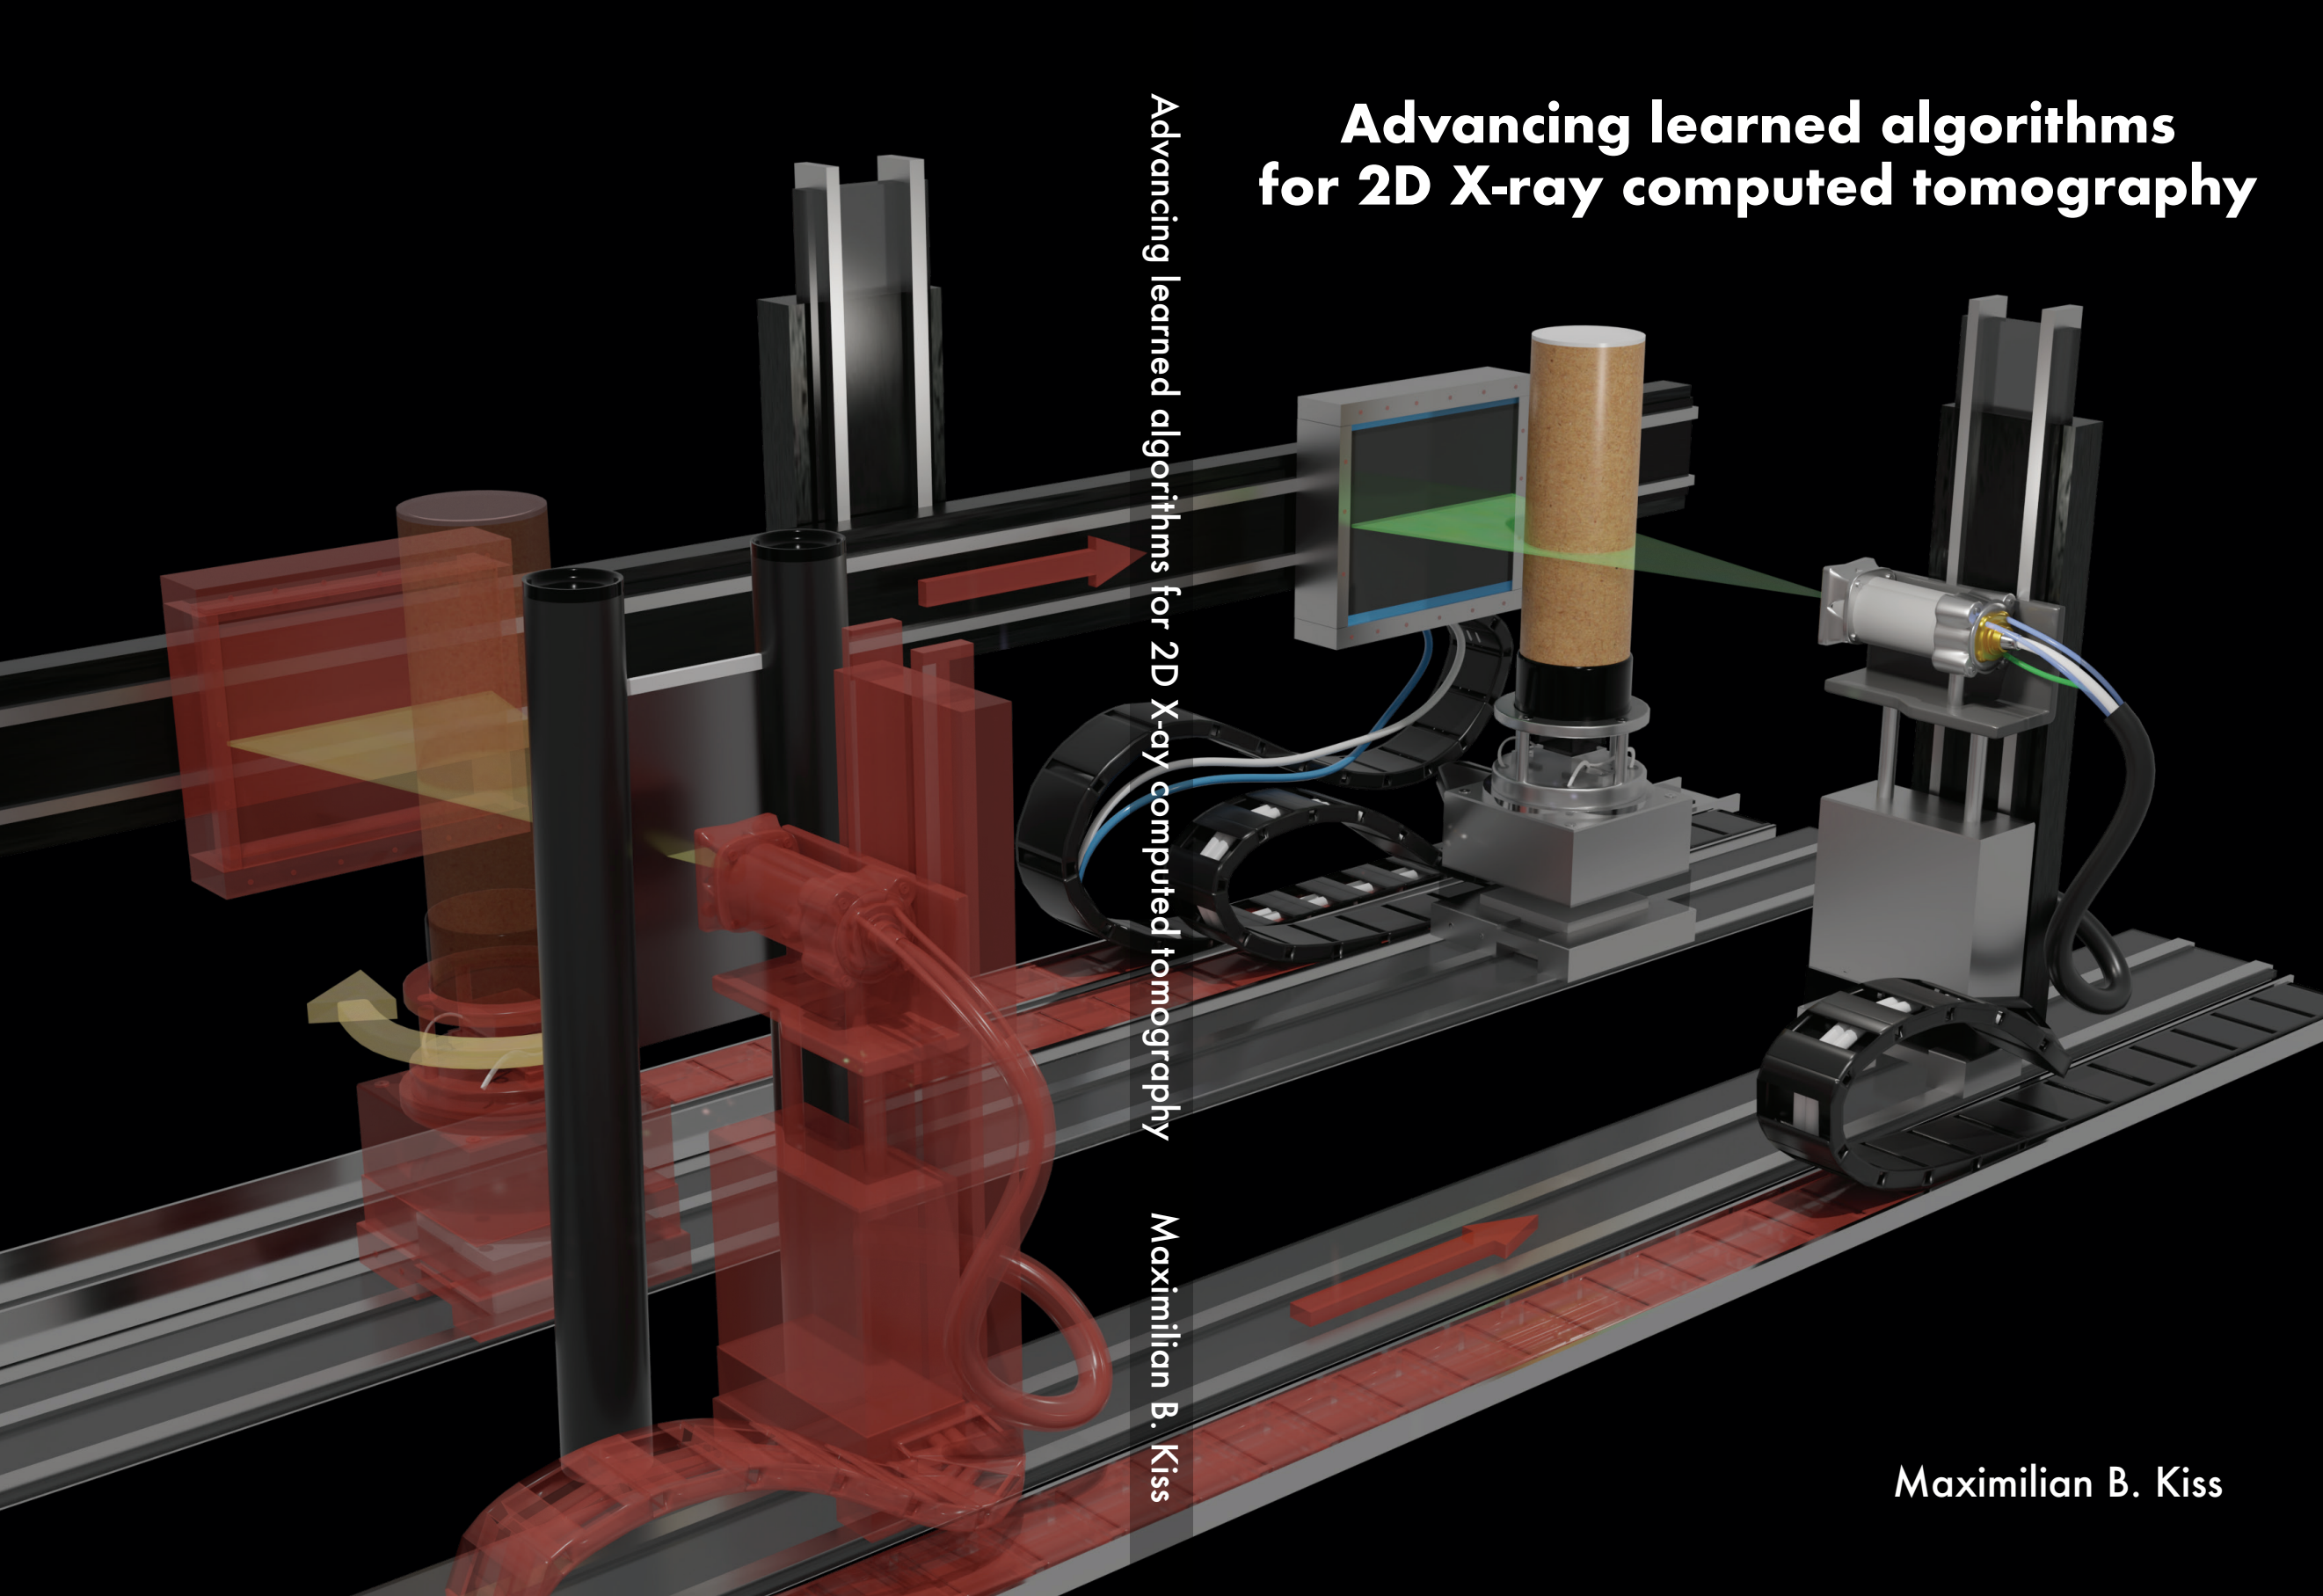 Advancing learned algorithms for 2D X-ray computed tomography
Maximilian B. Kiss
Advancing learned algorithms
for 2D X-ray computed tomography
Maximilian B. Kiss